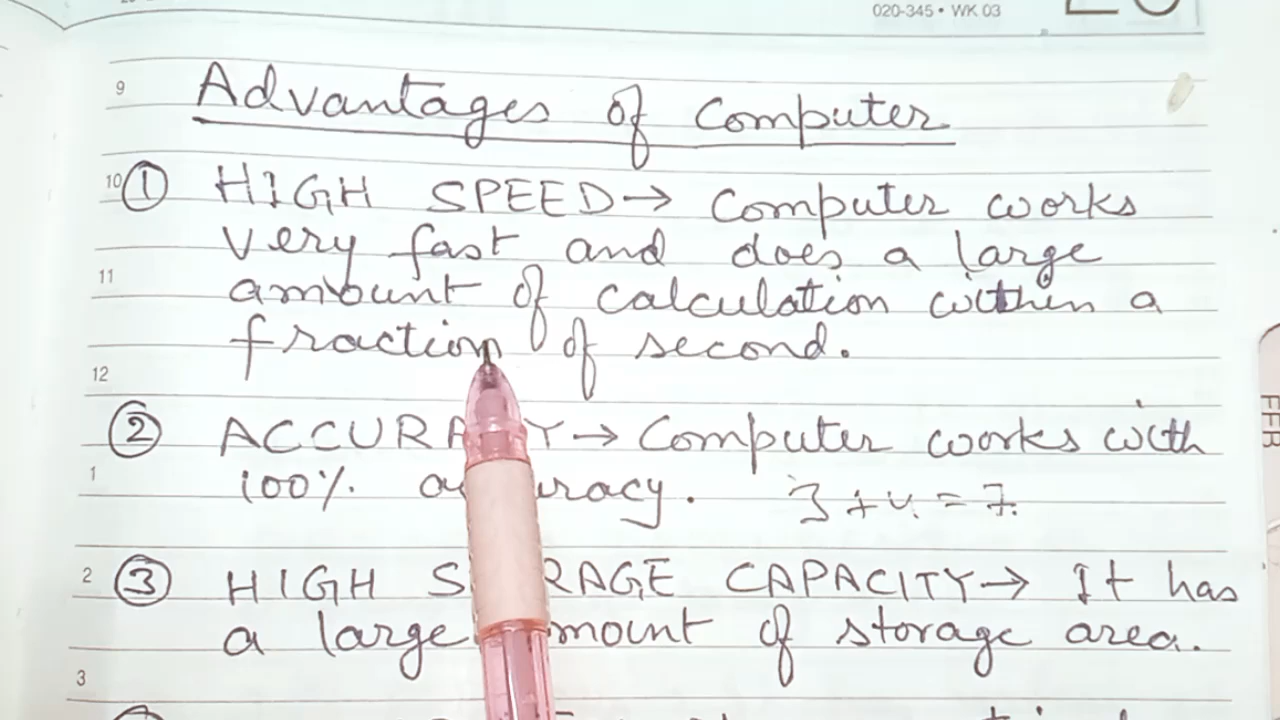 020-345 • WK 03
9
Advantages of Computer
10 ① HIGH SPEED → Computer works
very fast and does a large
11 amount of calculation within a
fraction of second.
12
② ACCURA Y → Computer works with
1 100% accuracy. 3 + 4 = 7.
2 ③ HIGH S RAGE CAPACITY → It has
a large amount of storage area.
3